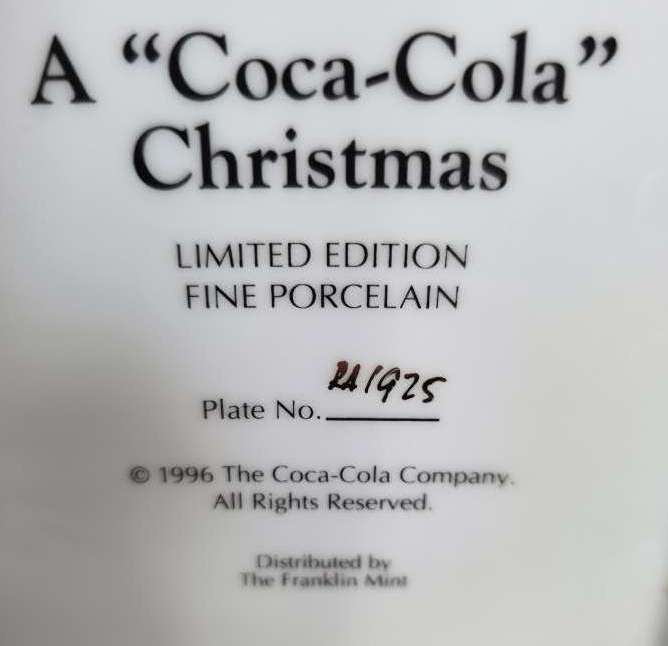 A “Coca-Cola”
Christmas
LIMITED EDITION
FINE PORCELAIN
Plate No. RA1925
© 1996 The Coca-Cola Company.
All Rights Reserved.
Distributed by
The Franklin Mint